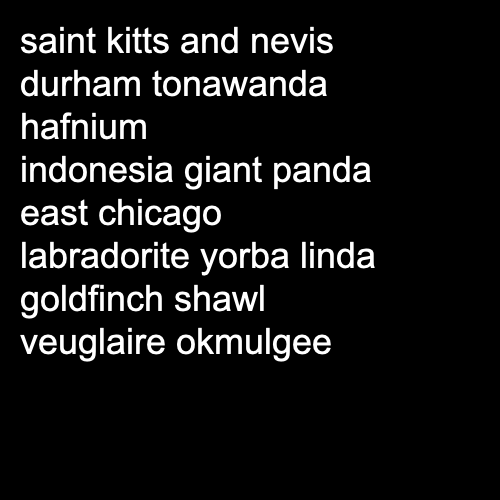 saint kitts and nevis
durham tonawanda
hafnium
indonesia giant panda
east chicago
labradorite yorba linda
goldfinch shawl
veuglaire okmulgee